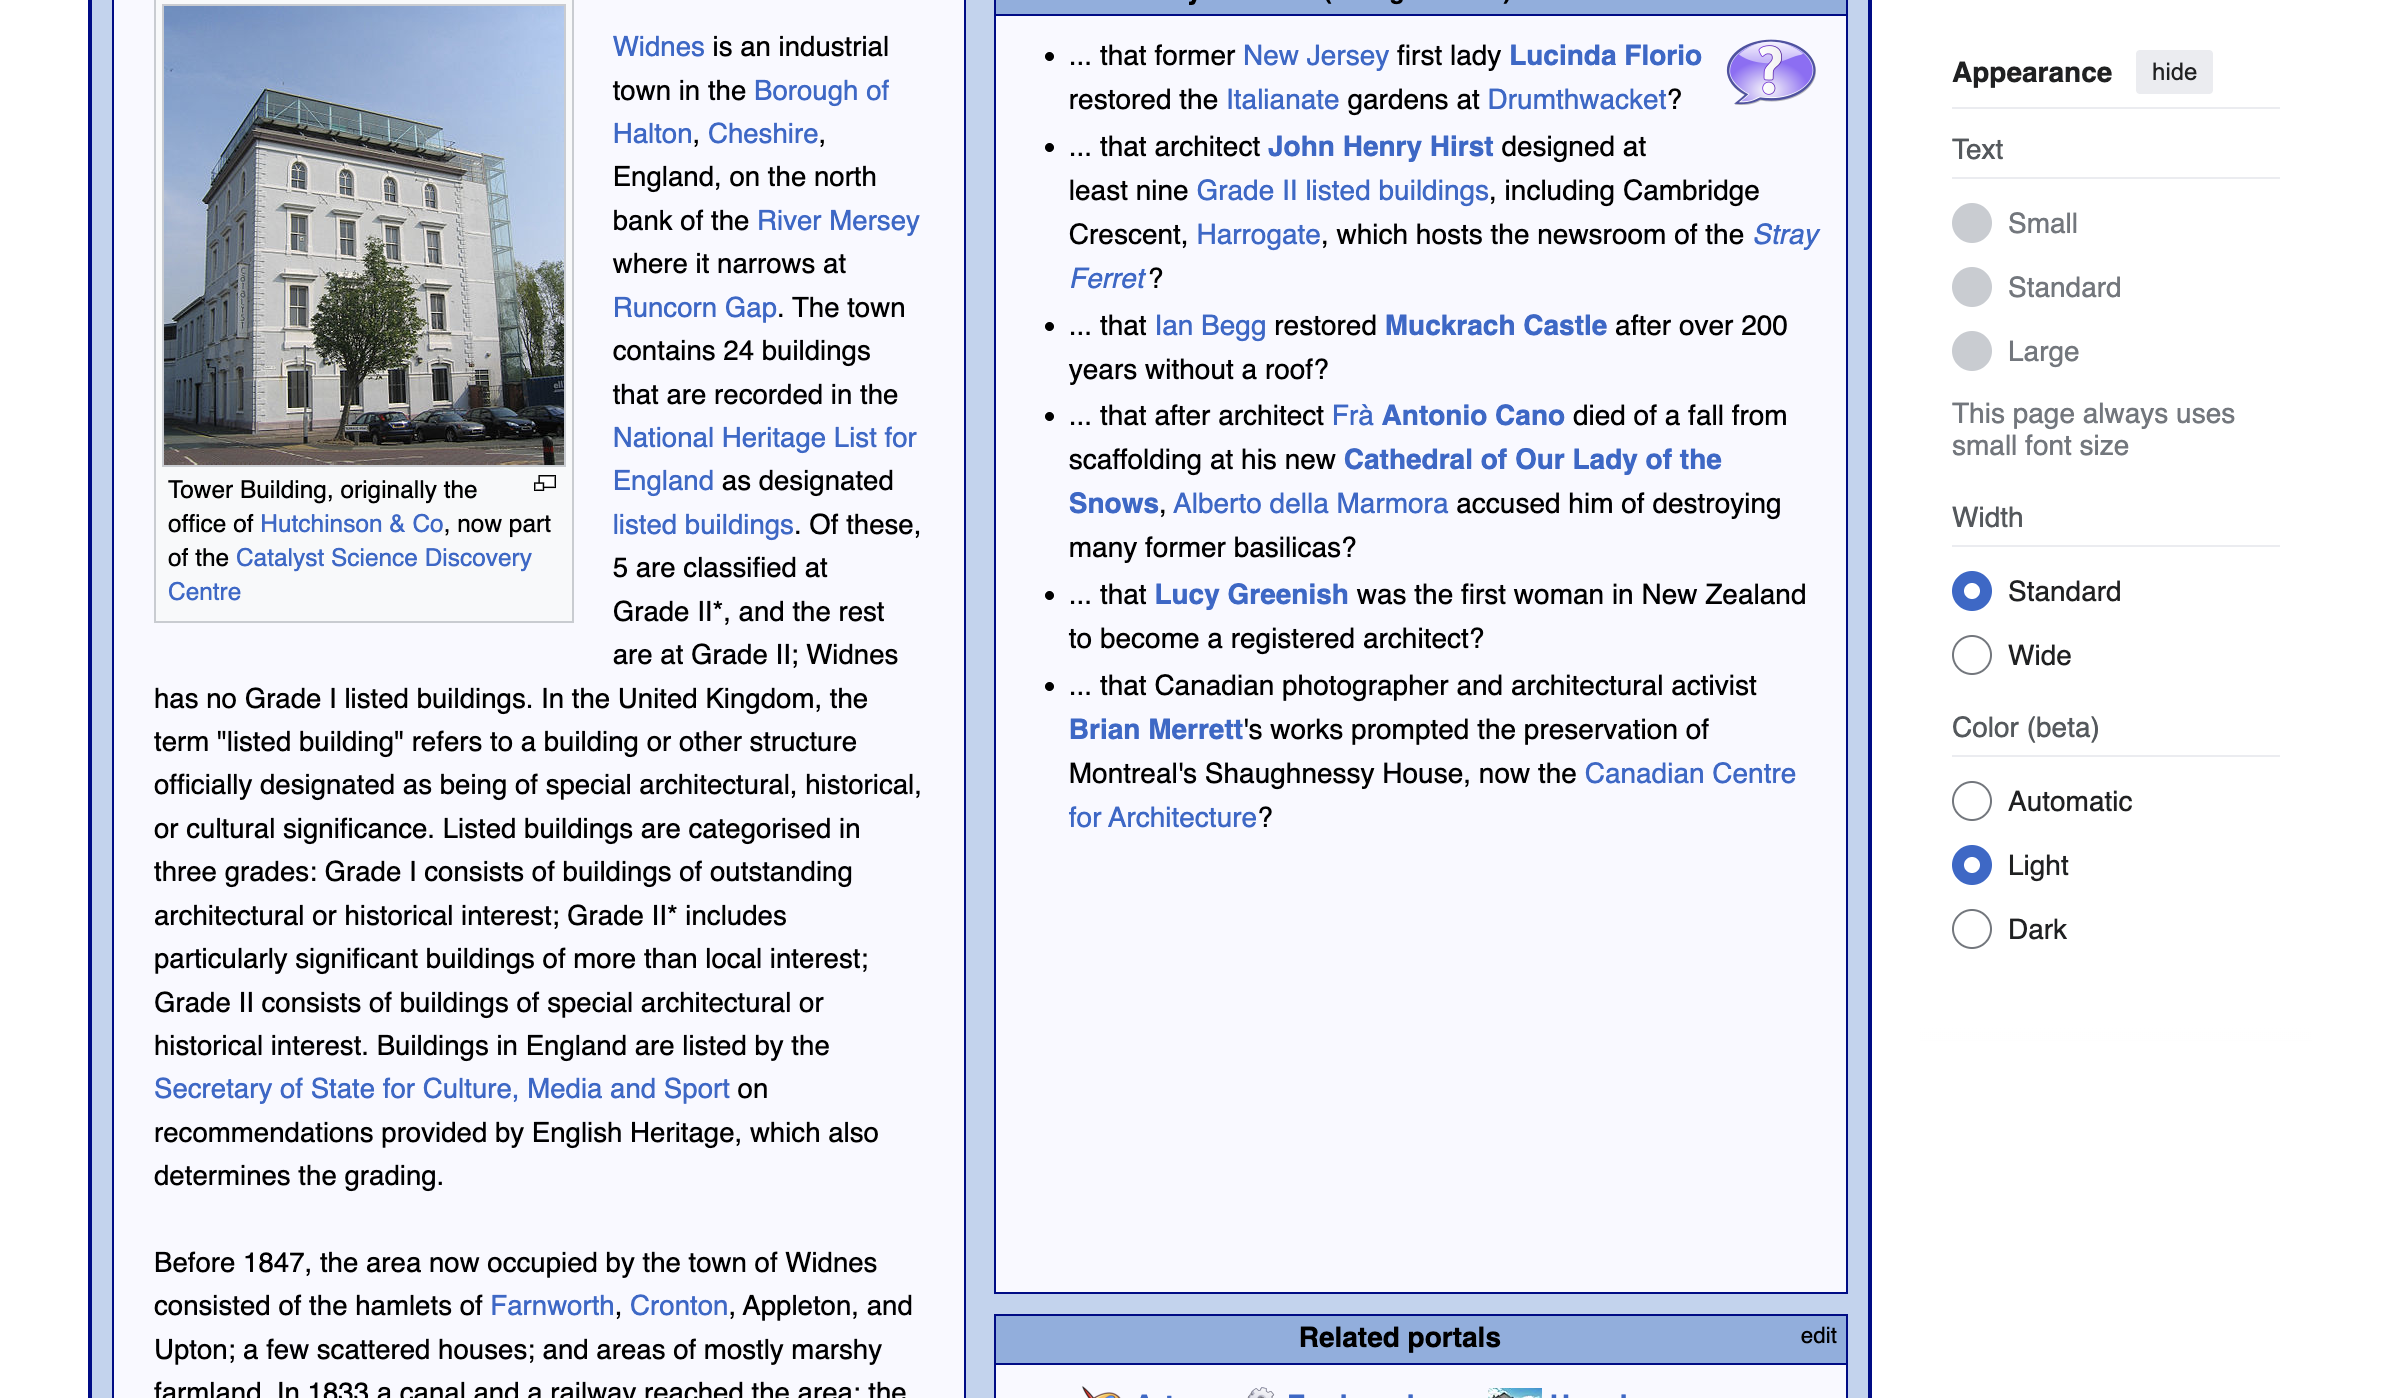 Widnes is an industrial
town in the Borough of
Halton, Cheshire,
England, on the north
bank of the River Mersey
where it narrows at
Runcorn Gap. The town
contains 24 buildings
that are recorded in the
National Heritage List for
England as designated
listed buildings. Of these,
5 are classified at
Grade II*, and the rest
are at Grade II; Widnes
has no Grade I listed buildings. In the United Kingdom, the
term "listed building" refers to a building or other structure
officially designated as being of special architectural, historical,
or cultural significance. Listed buildings are categorised in
three grades: Grade I consists of buildings of outstanding
architectural or historical interest; Grade II* includes
particularly significant buildings of more than local interest;
Grade II consists of buildings of special architectural or
historical interest. Buildings in England are listed by the
Secretary of State for Culture, Media and Sport on
recommendations provided by English Heritage, which also
determines the grading.
Before 1847, the area now occupied by the town of Widnes
consisted of the hamlets of Farnworth, Cronton, Appleton, and
Upton; a few scattered houses; and areas of mostly marshy
farmland. In 1833 a canal and a railway reached the area; the
catalyst
Tower Building, originally the
office of Hutchinson & Co, now part
of the Catalyst Science Discovery
Centre
... that former New Jersey first lady Lucinda Florio
restored the Italianate gardens at Drumthwacket?
... that architect John Henry Hirst designed at
least nine Grade II listed buildings, including Cambridge
Crescent, Harrogate, which hosts the newsroom of the Stray
Ferret?
... that Ian Begg restored Muckrach Castle after over 200
years without a roof?
... that after architect Frà Antonio Cano died of a fall from
scaffolding at his new Cathedral of Our Lady of the
Snows, Alberto della Marmora accused him of destroying
many former basilicas?
... that Lucy Greenish was the first woman in New Zealand
to become a registered architect?
... that Canadian photographer and architectural activist
Brian Merrett's works prompted the preservation of
Montreal's Shaughnessy House, now the Canadian Centre
for Architecture?
Related portals
edit
Appearance
hide
Text
Small
Standard
Large
This page always uses
small font size
Width
Standard
Wide
Color (beta)
Automatic
Light
Dark